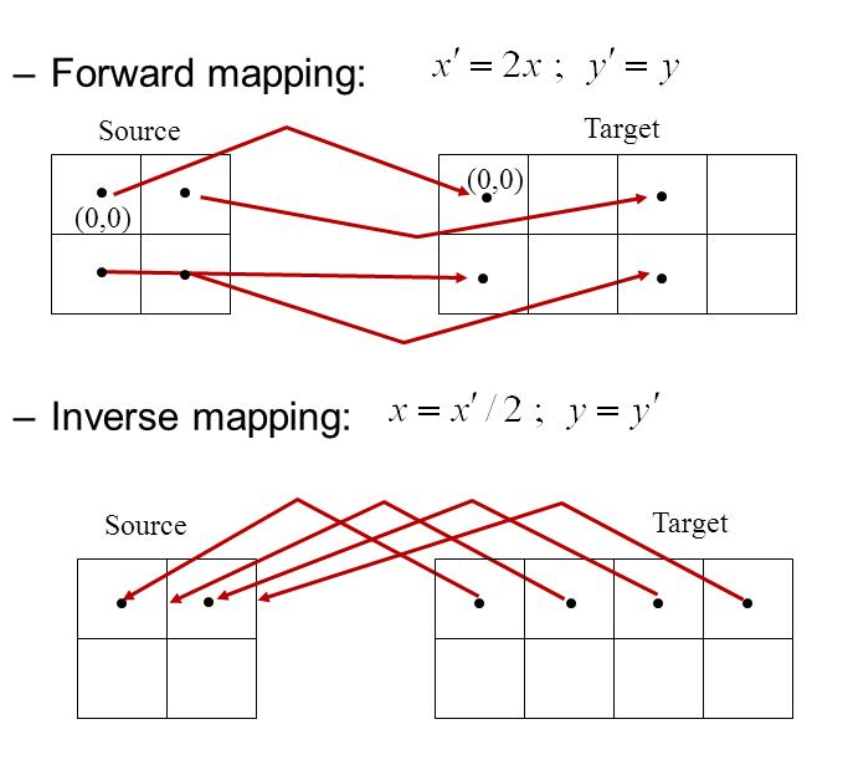 – Forward mapping: x′ = 2x ; y′ = y
Source Target
(0,0) (0,0)
– Inverse mapping: x = x′ / 2 ; y = y′
Source Target